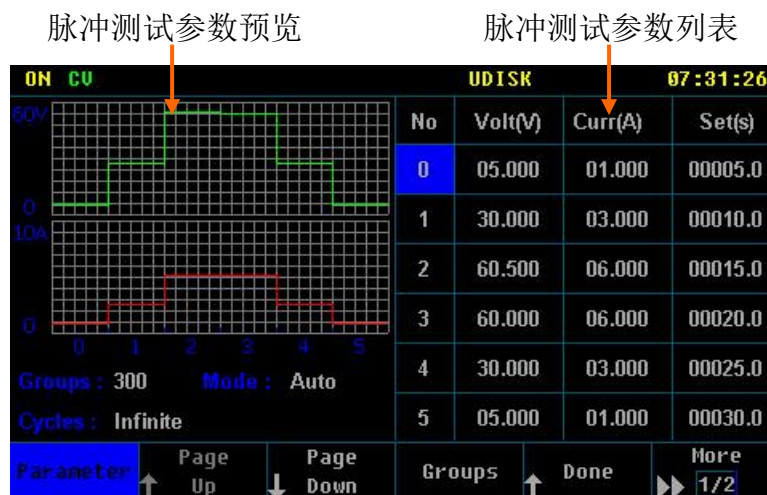 脉冲测试参数预览 脉冲测试参数列表
ON CV UDISK 07:31:26
60V
0
10A
0
0 1 2 3 4 5
Groups : 300 Mode : Auto
Cycles : Infinite
No Volt(V) Curr(A) Set(s)
0 05.000 01.000 00005.0
1 30.000 03.000 00010.0
2 60.500 06.000 00015.0
3 60.000 06.000 00020.0
4 30.000 03.000 00025.0
5 05.000 01.000 00030.0
Parameter Page Up Page Down Groups Done More 1/2